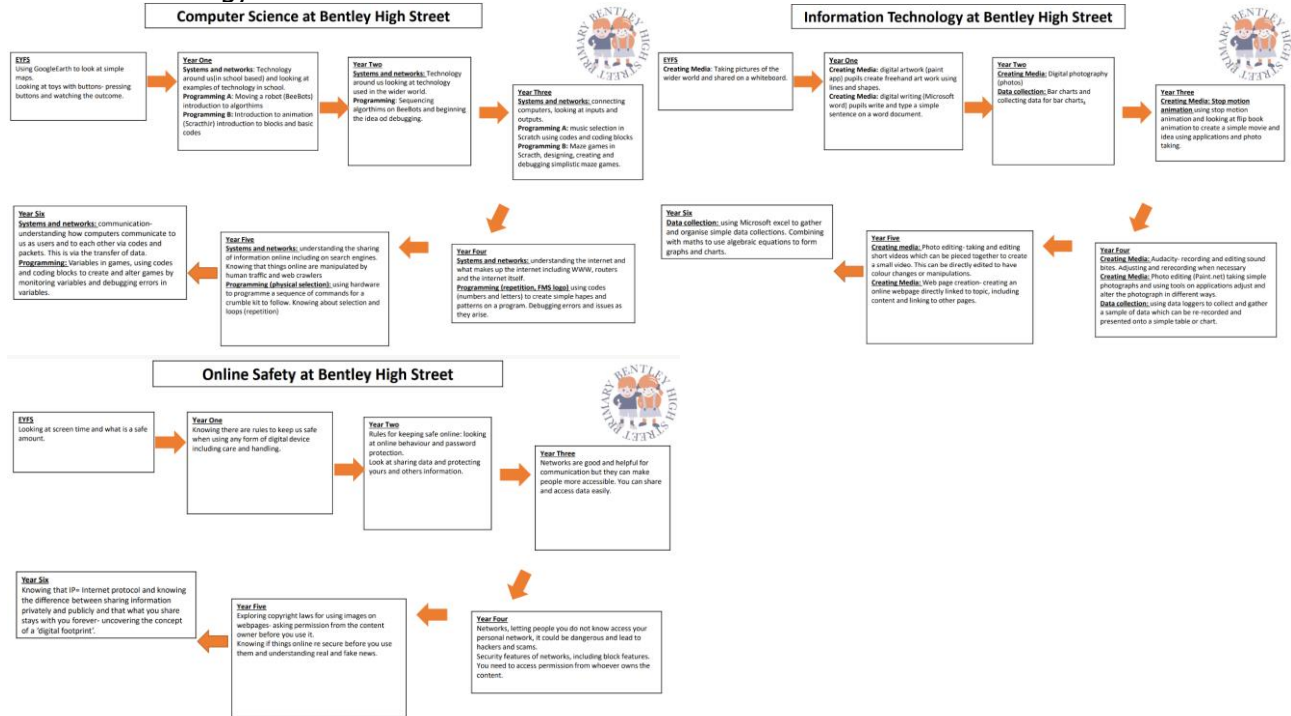 Computer Science at Bentley High Street
BENTLEY HIGH STREET PRIMARY
EYFS
Using GoogleEarth to look at simple
maps.
Looking at toys with buttons- pressing
buttons and watching the outcome.
Year One
Systems and networks: Technology
around us(in school based) and looking at
examples of technology in school.
Programming A: Moving a robot (BeeBots)
introduction to algorthims
Programming B: Introduction to animation
(ScracthJr) introduction to blocks and basic
codes
Year Two
Systems and networks: Technology
around us looking at technology
used in the wider world.
Programming: Sequencing
algorthims on BeeBots and beginning
the idea od debugging.
Year Three
Systems and networks: connecting
computers, looking at inputs and
outputs.
Programming A: music selection in
Scratch using codes and coding blocks
Programming B: Maze games in
Scracth, designing, creating and
debugging simplistic maze games.
Year Four
Systems and networks: understanding the internet and
what makes up the internet including WWW, routers
and the internet itself.
Programming (repetition, FMS logo) using codes
(numbers and letters) to create simple hapes and
patterns on a program. Debugging errors and issues as
they arise.
Year Five
Systems and networks: understanding the sharing
of information online including on search engines.
Knowing that things online are manipulated by
human traffic and web crawlers
Programming (physical selection): using hardware
to programme a sequence of commands for a
crumble kit to follow. Knowing about selection and
loops (repetition)
Year Six
Systems and networks: communication-
understanding how computers communicate to
us as users and to each other via codes and
packets. This is via the transfer of data.
Programming: Variables in games, using codes
and coding blocks to create and alter games by
monitoring variables and debugging errors in
variables.
Information Technology at Bentley High Street
BENTLEY HIGH STREET PRIMARY
EYFS
Creating Media: Taking pictures of the
wider world and shared on a whiteboard.
Year One
Creating Media: digital artwork (paint
app) pupils create freehand art work using
lines and shapes.
Creating Media: digital writing (Microsoft
word) pupils write and type a simple
sentence on a word document.
Year Two
Creating Media: Digital photography
(photos)
Data collection: Bar charts and
collecting data for bar charts,
Year Three
Creating Media: Stop motion
animation using stop motion
animation and looking at flip book
animation to create a simple movie and
idea using applications and photo
taking.
Year Four
Creating Media: Audacity- recording and editing sound
bites. Adjusting and rerecording when necessary
Creating Media: Photo editing (Paint.net) taking simple
photographs and using tools on applications adjust and
alter the photograph in different ways.
Data collection: using data loggers to collect and gather
a sample of data which can be re-recorded and
presented onto a simple table or chart.
Year Five
Creating media: Photo editing- taking and editing
short videos which can be pieced together to create
a small video. This can be directly edited to have
colour changes or manipulations.
Creating Media: Web page creation- creating an
online webpage directly linked to topic, including
content and linking to other pages.
Year Six
Data collection: using Microsoft excel to gather
and organise simple data collections. Combining
with maths to use algebraic equations to form
graphs and charts.
Online Safety at Bentley High Street
BENTLEY HIGH STREET PRIMARY
EYFS
Looking at screen time and what is a safe
amount.
Year One
Knowing there are rules to keep us safe
when using any form of digital device
including care and handling.
Year Two
Rules for keeping safe online: looking
at online behaviour and password
protection.
Look at sharing data and protecting
yours and others information.
Year Three
Networks are good and helpful for
communication but they can make
people more accessible. You can share
and access data easily.
Year Four
Networks, letting people you do not know access your
personal network, it could be dangerous and lead to
hackers and scams.
Security features of networks, including block features.
You need to access permission from whoever owns the
content.
Year Five
Exploring copyright laws for using images on
webpages- asking permission from the content
owner before you use it.
Knowing if things online re secure before you use
them and understanding real and fake news.
Year Six
Knowing that IP= Internet protocol and knowing
the difference between sharing information
privately and publicly and that what you share
stays with you forever- uncovering the concept
of a 'digital footprint'.